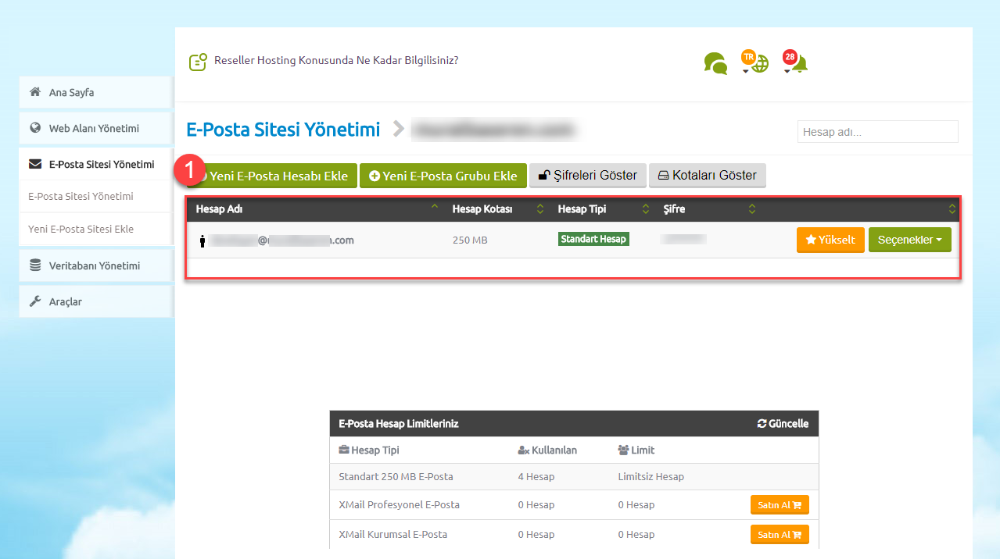 Reseller Hosting Konusunda Ne Kadar Bilgilisiniz?
TR
28
Ana Sayfa
Web Alanı Yönetimi
E-Posta Sitesi Yönetimi
E-Posta Sitesi Yönetimi
Yeni E-Posta Sitesi Ekle
Veritabanı Yönetimi
Araçlar
E-Posta Sitesi Yönetimi
Hesap adı...
1
Yeni E-Posta Hesabı Ekle
Yeni E-Posta Grubu Ekle
Şifreleri Göster
Kotaları Göster
Hesap Adı Hesap Kotası Hesap Tipi Şifre
@ .com 250 MB Standart Hesap Yükselt Seçenekler
E-Posta Hesap Limitleriniz Güncelle
Hesap Tipi Kullanılan Limit
Standart 250 MB E-Posta 4 Hesap Limitsiz Hesap
XMail Profesyonel E-Posta 0 Hesap 0 Hesap Satın Al
XMail Kurumsal E-Posta 0 Hesap 0 Hesap Satın Al